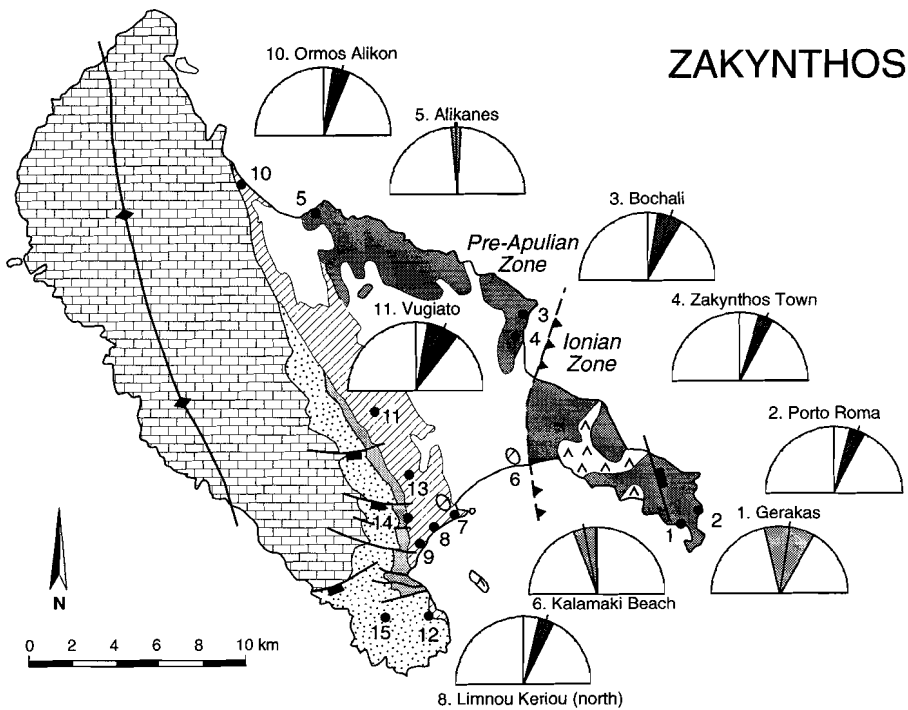 ZAKYNTHOS
10. Ormos Alikon
5. Alikanes
3. Bochali
Pre-Apulian
Zone
4. Zakynthos Town
Ionian
Zone
11. Vugiato
2. Porto Roma
1. Gerakas
6. Kalamaki Beach
8. Limnou Keriou (north)
10
5
3
4
11
13
6
14
7
8
9
2
1
15
12
N
0 2 4 6 8 10 km